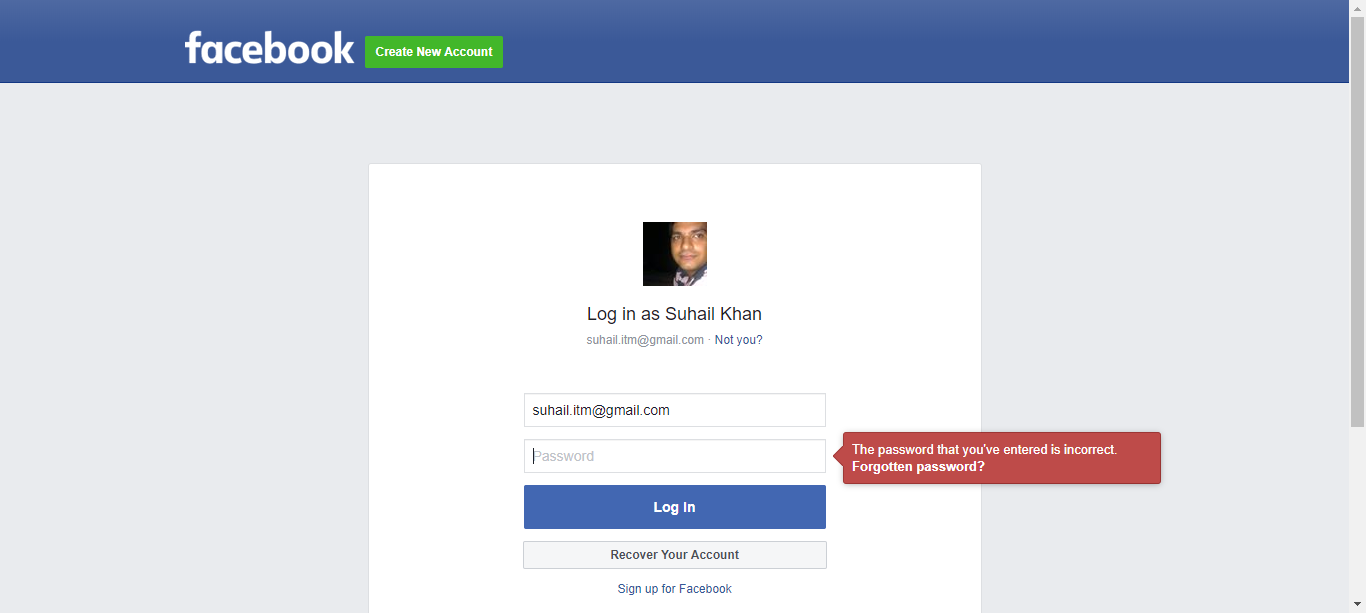 facebook Create New Account
Log in as Suhail Khan
suhail.itm@gmail.com · Not you?
suhail.itm@gmail.com
Password
The password that you've entered is incorrect.
Forgotten password?
Log In
Recover Your Account
Sign up for Facebook